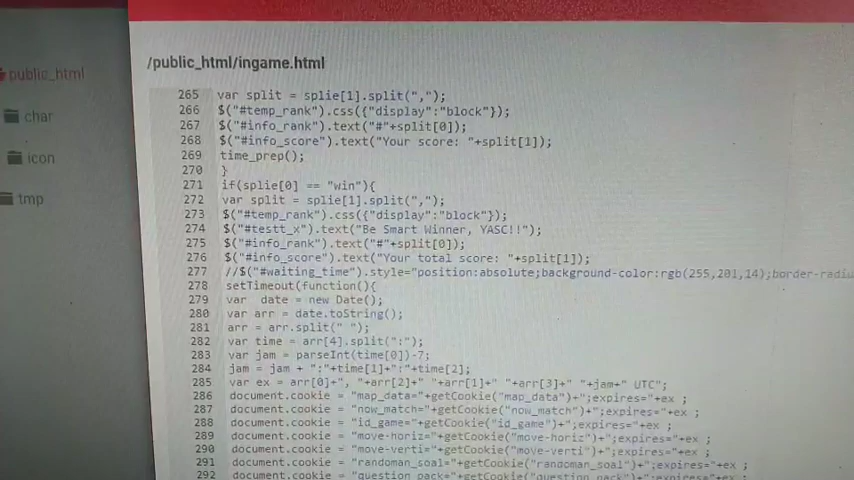 /public_html/ingame.html
public_html
char
icon
tmp
265 var split = splie[1].split(",");
266 $("#temp_rank").css({"display":"block"});
267 $("#info_rank").text("#"+split[0]);
268 $("#info_score").text("Your score: "+split[1]);
269 time_prep();
270 }
271 if(splie[0] == "win"){
272 var split = splie[1].split(",");
273 $("#temp_rank").css({"display":"block"});
274 $("#testt_x").text("Be Smart Winner, YASC!!");
275 $("#info_rank").text("#"+split[0]);
276 $("#info_score").text("Your total score: "+split[1]);
277 //$("#waiting_time").style="position:absolute;background-color:rgb(255,201,14);border-radiu
278 setTimeout(function(){
279 var date = new Date();
280 var arr = date.toString();
281 arr = arr.split(" ");
282 var time = arr[4].split(":");
283 var jam = parseInt(time[0])-7;
284 jam = jam + ":"+time[1]+":"+time[2];
285 var ex = arr[0]+", "+arr[2]+" "+arr[1]+" "+arr[3]+" "+jam+" UTC";
286 document.cookie = "map_data="+getCookie("map_data")+";expires="+ex ;
287 document.cookie = "now_match="+getCookie("now_match")+";expires="+ex ;
288 document.cookie = "id_game="+getCookie("id_game")+";expires="+ex ;
289 document.cookie = "move-horiz="+getCookie("move-horiz")+";expires="+ex ;
290 document.cookie = "move-verti="+getCookie("move-verti")+";expires="+ex ;
291 document.cookie = "randoman_soal="+getCookie("randoman_soal")+";expires="+ex ;
292 document.cookie = "question_pack="+getCookie("question_pack")+";expires="+ex ;